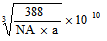 ∛(388 / (NA × a)) × 10 10